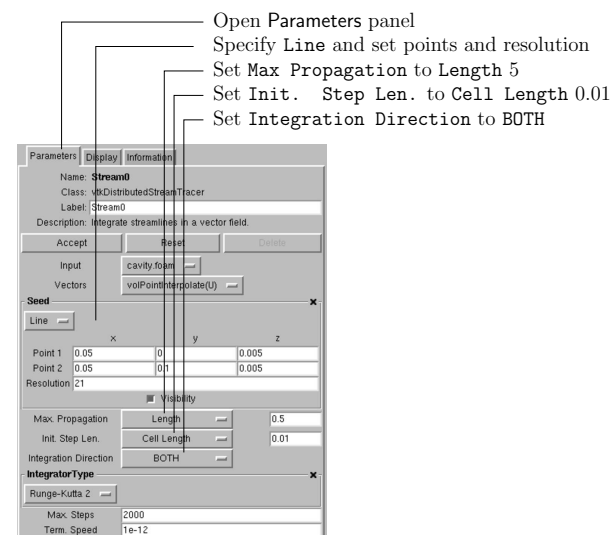 Open Parameters panel
Specify Line and set points and resolution
Set Max Propagation to Length 5
Set Init. Step Len. to Cell Length 0.01
Set Integration Direction to BOTH
Parameters Display Information
Name: Stream0
Class: vtkDistributedStreamTracer
Label: Stream0
Description: Integrate streamlines in a vector field.
Accept Reset Delete
Input cavity.foam
Vectors volPointInterpolate(U)
Seed x
Line
x y z
Point 1 0.05 0 0.005
Point 2 0.05 0.1 0.005
Resolution 21
Visibility
Max. Propagation Length 0.5
Init. Step Len. Cell Length 0.01
Integration Direction BOTH
IntegratorType x
Runge-Kutta 2
Max. Steps 2000
Term. Speed 1e-12